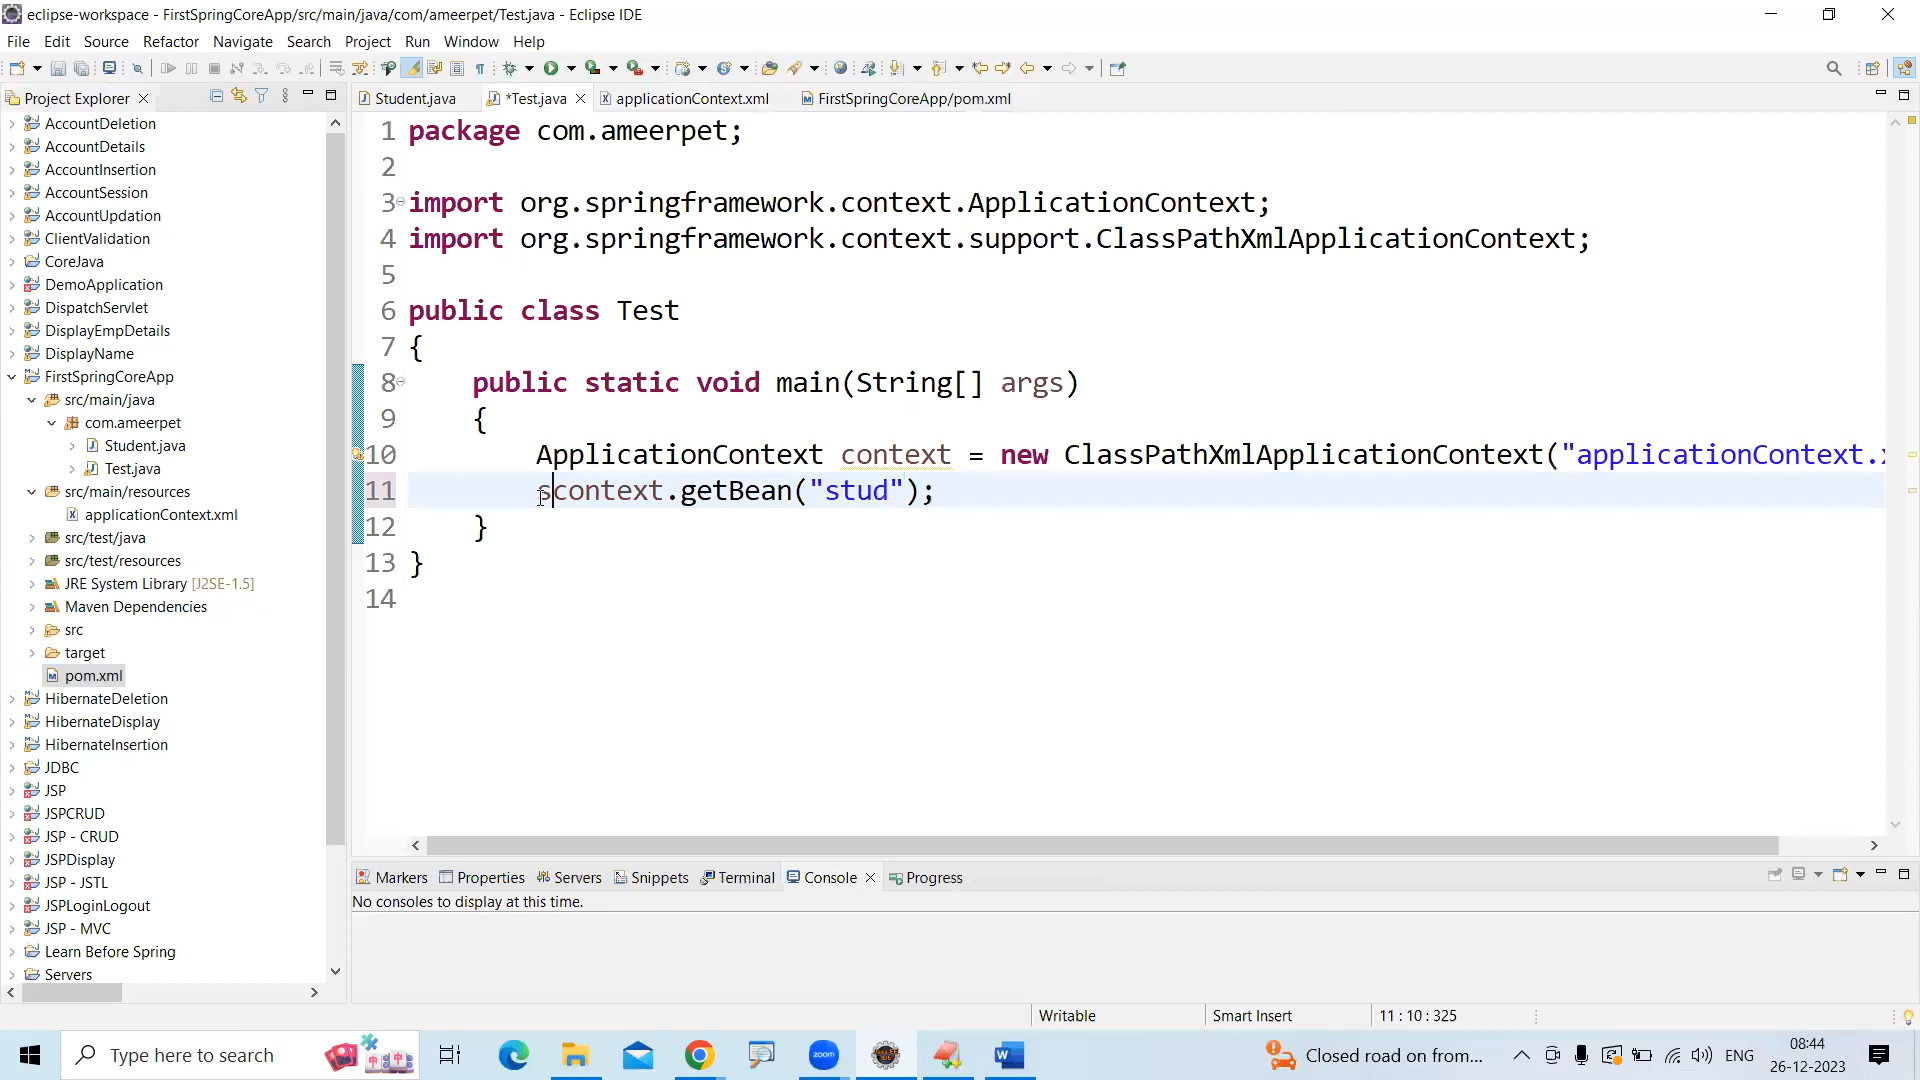 eclipse-workspace - FirstSpringCoreApp/src/main/java/com/ameerpet/Test.java - Eclipse IDE
File Edit Source Refactor Navigate Search Project Run Window Help
Project Explorer
Student.java *Test.java applicationContext.xml FirstSpringCoreApp/pom.xml
AccountDeletion
AccountDetails
AccountInsertion
AccountSession
AccountUpdation
ClientValidation
CoreJava
DemoApplication
DispatchServlet
DisplayEmpDetails
DisplayName
FirstSpringCoreApp
src/main/java
com.ameerpet
Student.java
Test.java
src/main/resources
applicationContext.xml
src/test/java
src/test/resources
JRE System Library [J2SE-1.5]
Maven Dependencies
src
target
pom.xml
HibernateDeletion
HibernateDisplay
HibernateInsertion
JDBC
JSP
JSPCRUD
JSP - CRUD
JSPDisplay
JSP - JSTL
JSPLoginLogout
JSP - MVC
Learn Before Spring
Servers
1 package com.ameerpet;
2
3 import org.springframework.context.ApplicationContext;
4 import org.springframework.context.support.ClassPathXmlApplicationContext;
5
6 public class Test
7 {
8 public static void main(String[] args)
9 {
10 ApplicationContext context = new ClassPathXmlApplicationContext("applicationContext.x
11 scontext.getBean("stud");
12 }
13 }
14
Markers Properties Servers Snippets Terminal Console Progress
No consoles to display at this time.
Writable Smart Insert 11 : 10 : 325
Type here to search
zoom
Closed road on from...
ENG
08:44
26-12-2023